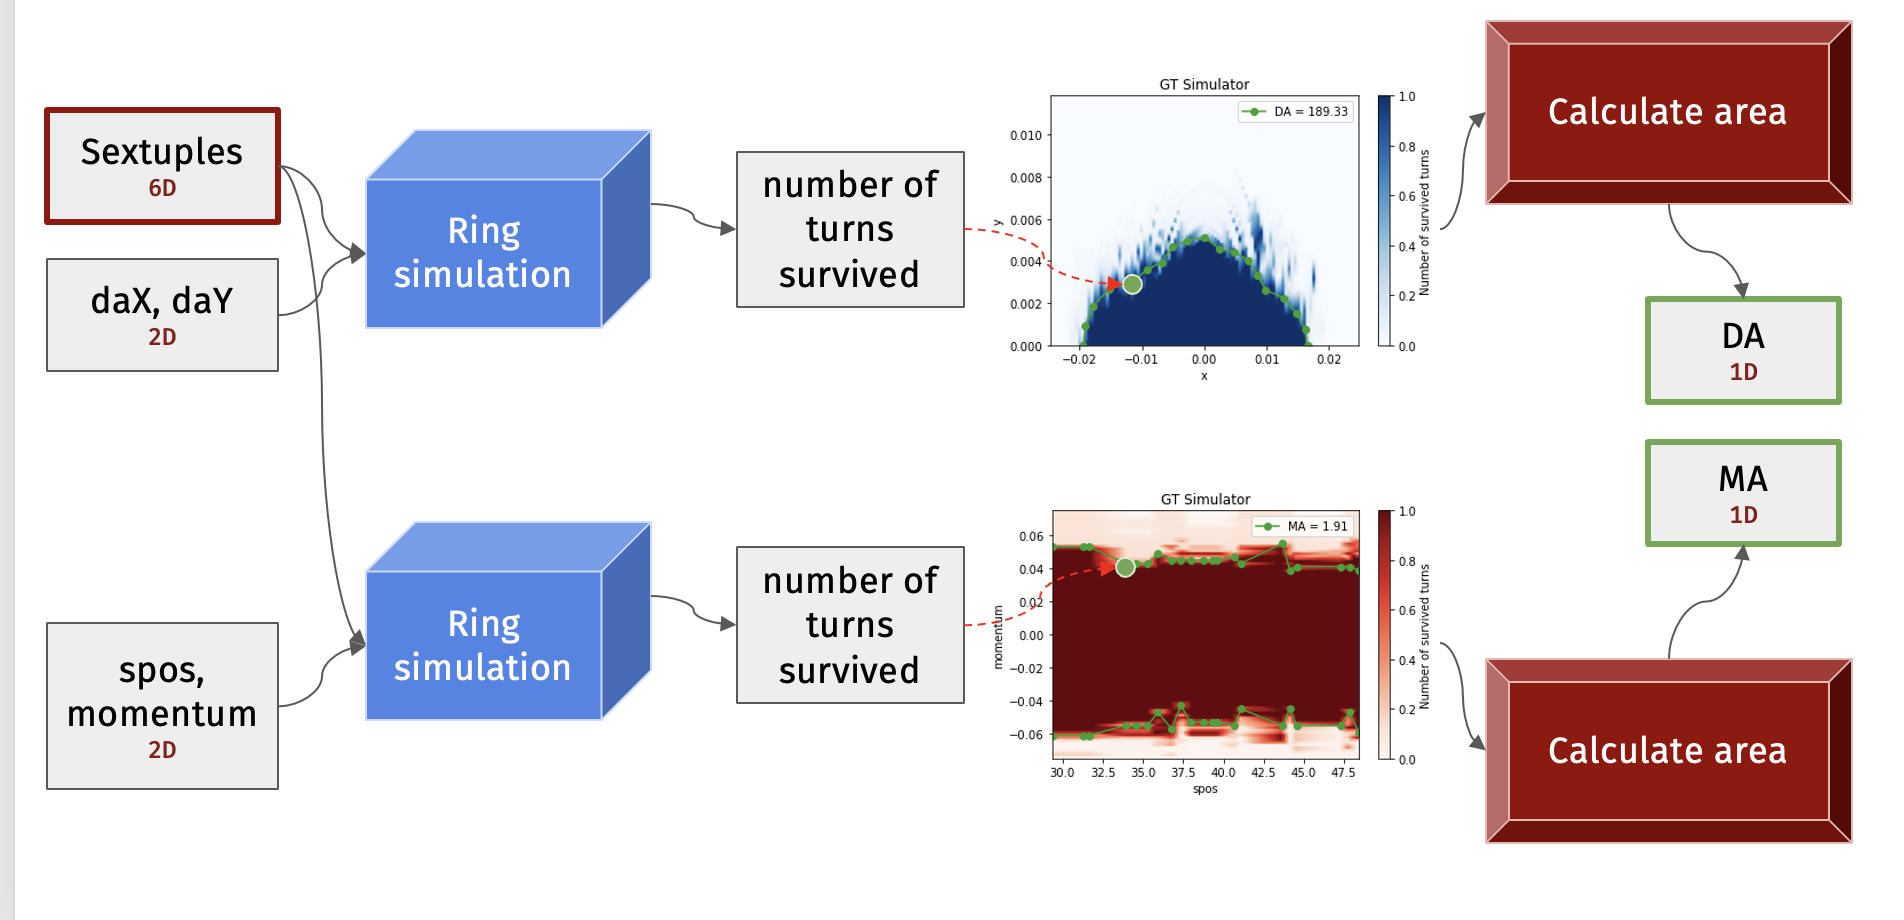 Sextuples
6D
daX, daY
2D
Ring
simulation
number of
turns
survived
GT Simulator
DA = 189.33
y
0.010
0.008
0.006
0.004
0.002
0.000
−0.02
−0.01
0.00
0.01
0.02
x
1.0
0.8
0.6
0.4
0.2
0.0
Number of survived turns
Calculate area
DA
1D
spos,
momentum
2D
Ring
simulation
number of
turns
survived
GT Simulator
MA = 1.91
momentum
0.06
0.04
0.02
0.00
−0.02
−0.04
−0.06
30.0
32.5
35.0
37.5
40.0
42.5
45.0
47.5
spos
1.0
0.8
0.6
0.4
0.2
0.0
Number of survived turns
MA
1D
Calculate area